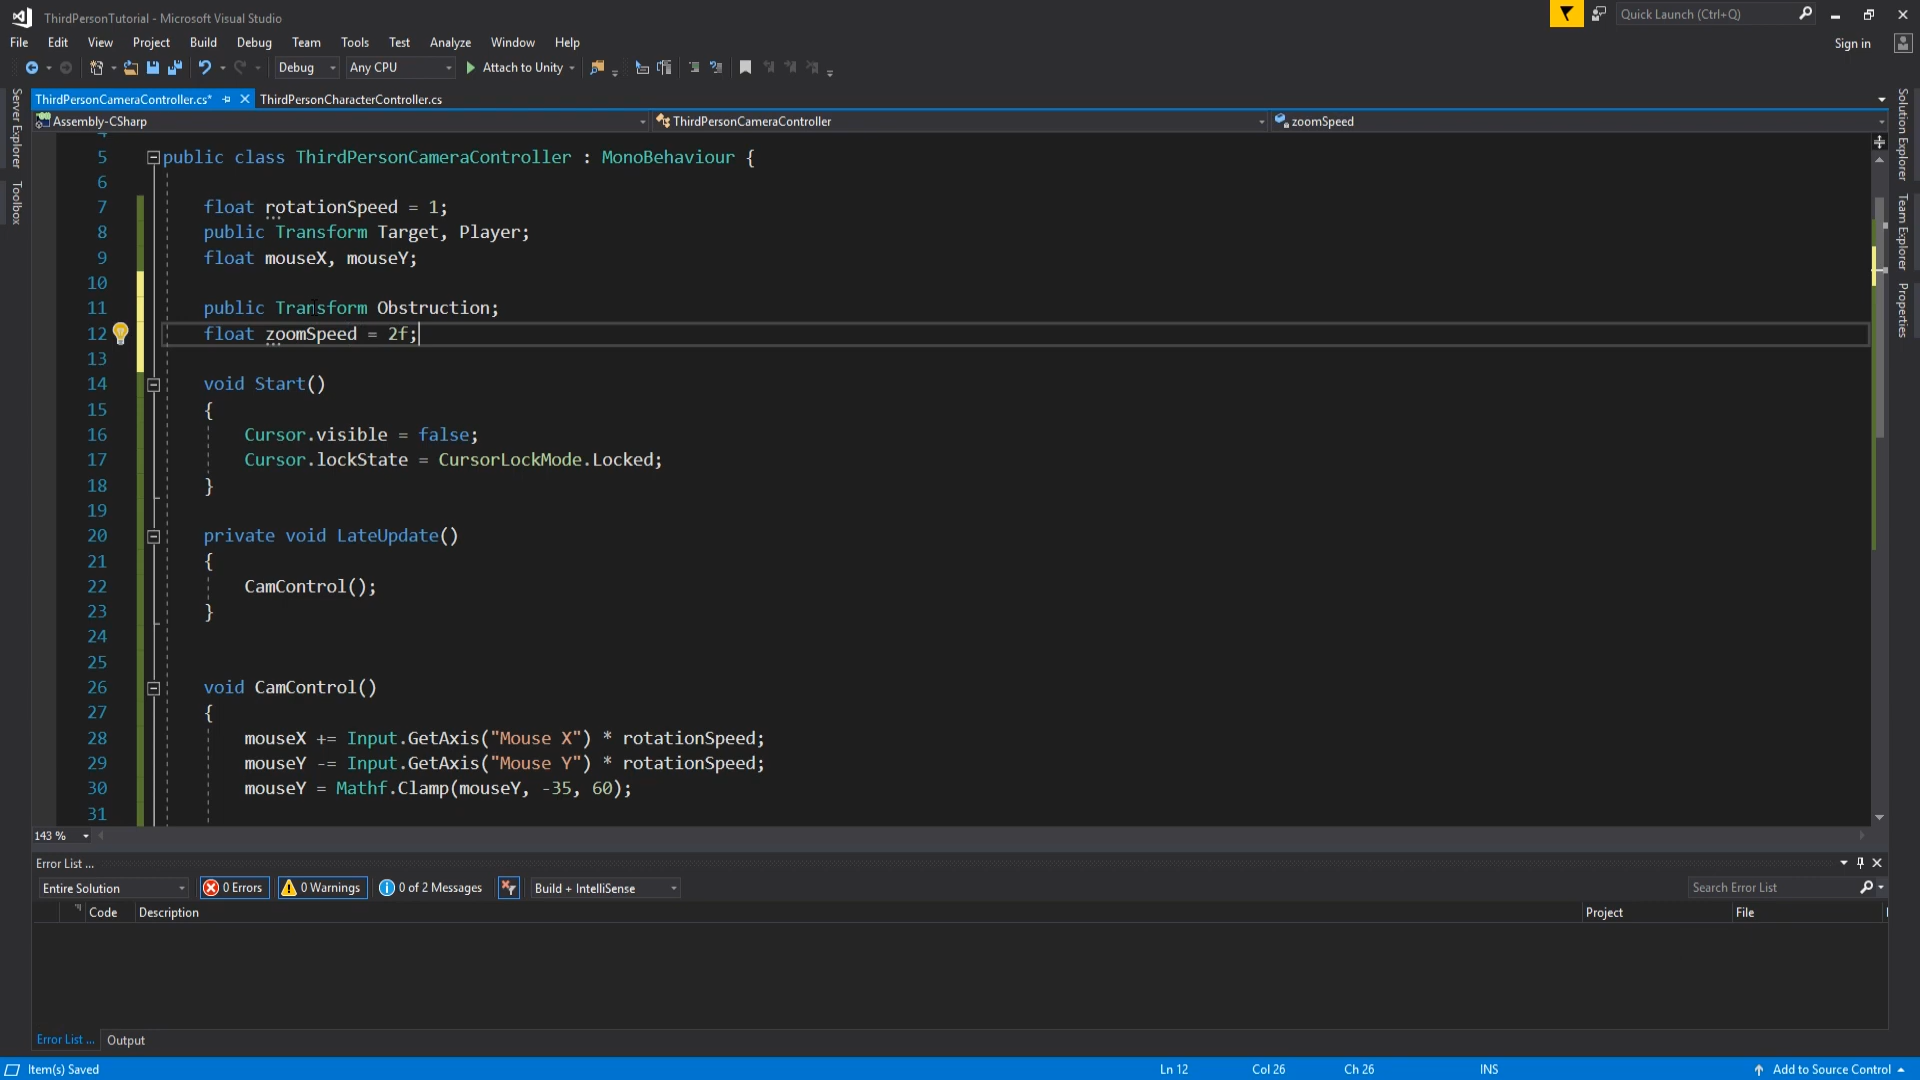 ThirdPersonTutorial - Microsoft Visual Studio
Quick Launch (Ctrl+Q)
File Edit View Project Build Debug Team Tools Test Analyze Window Help
Sign in
Debug Any CPU Attach to Unity
ThirdPersonCameraController.cs* ThirdPersonCharacterController.cs
Assembly-CSharp ThirdPersonCameraController zoomSpeed
Server Explorer
Toolbox
Solution Explorer
Team Explorer
Properties
5 public class ThirdPersonCameraController : MonoBehaviour {
6
7 float rotationSpeed = 1;
8 public Transform Target, Player;
9 float mouseX, mouseY;
10
11 public Transform Obstruction;
12 float zoomSpeed = 2f;
13
14 void Start()
15 {
16 Cursor.visible = false;
17 Cursor.lockState = CursorLockMode.Locked;
18 }
19
20 private void LateUpdate()
21 {
22 CamControl();
23 }
24
25
26 void CamControl()
27 {
28 mouseX += Input.GetAxis("Mouse X") * rotationSpeed;
29 mouseY -= Input.GetAxis("Mouse Y") * rotationSpeed;
30 mouseY = Mathf.Clamp(mouseY, -35, 60);
31
143 %
Error List ...
Entire Solution 0 Errors 0 Warnings 0 of 2 Messages Build + IntelliSense Search Error List
Code Description Project File
Error List ... Output
Item(s) Saved Ln 12 Col 26 Ch 26 INS Add to Source Control